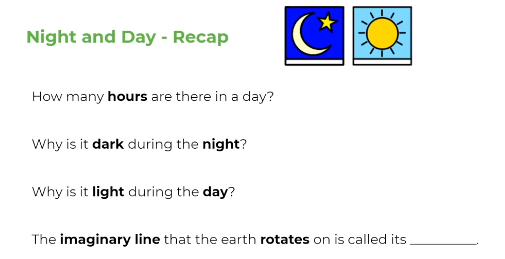 Night and Day - Recap
How many hours are there in a day?
Why is it dark during the night?
Why is it light during the day?
The imaginary line that the earth rotates on is called its __________.